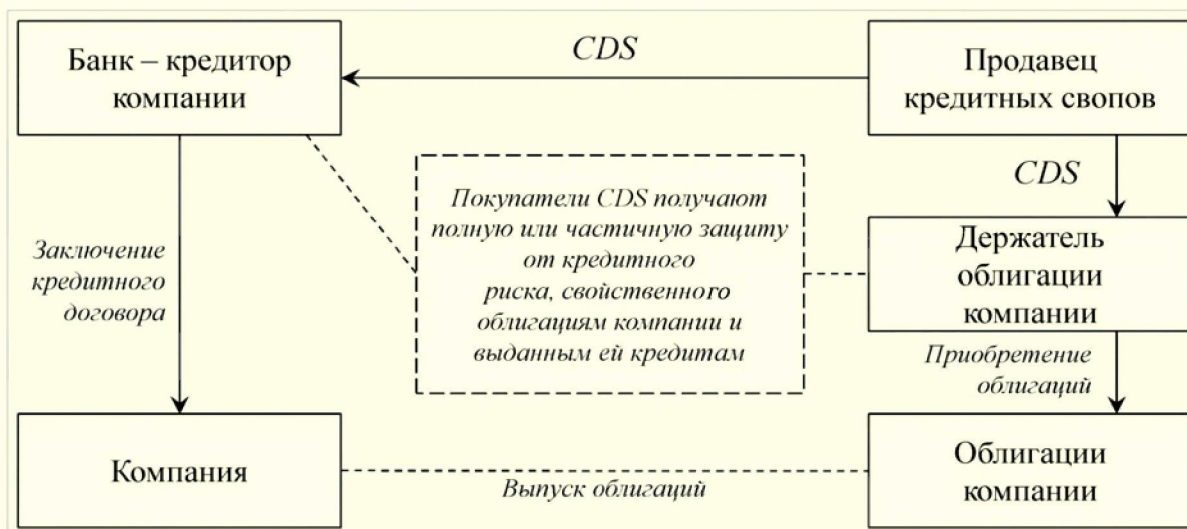 Банк – кредитор
компании
CDS
Продавец
кредитных свопов
CDS
Покупатели CDS получают
полную или частичную защиту
от кредитного
риска, свойственного
облигациям компании и
выданным ей кредитам
Заключение
кредитного
договора
Держатель
облигации
компании
Приобретение
облигаций
Компания
Выпуск облигаций
Облигации
компании